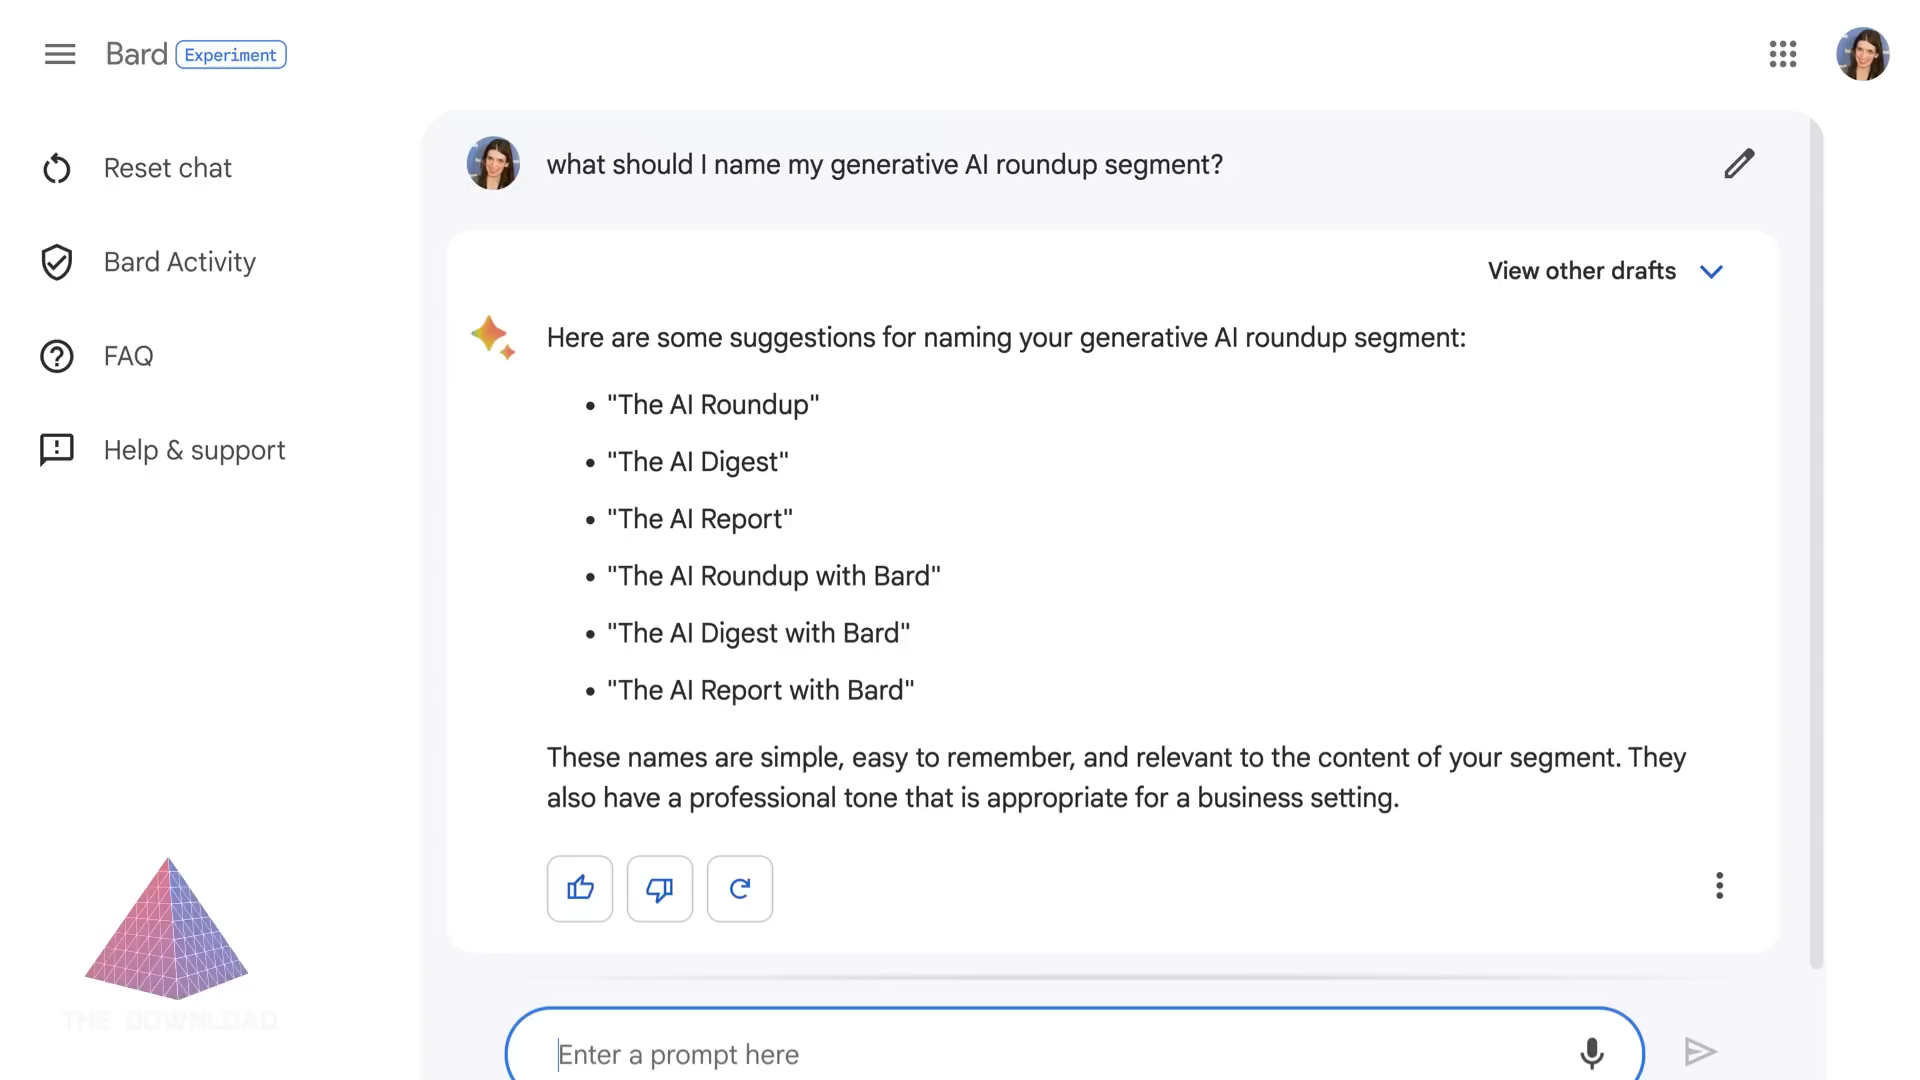 Bard Experiment
Reset chat
Bard Activity
FAQ
Help & support
what should I name my generative AI roundup segment?
View other drafts
Here are some suggestions for naming your generative AI roundup segment:
• "The AI Roundup"
• "The AI Digest"
• "The AI Report"
• "The AI Roundup with Bard"
• "The AI Digest with Bard"
• "The AI Report with Bard"
These names are simple, easy to remember, and relevant to the content of your segment. They
also have a professional tone that is appropriate for a business setting.
Enter a prompt here
THE DOWNLOAD